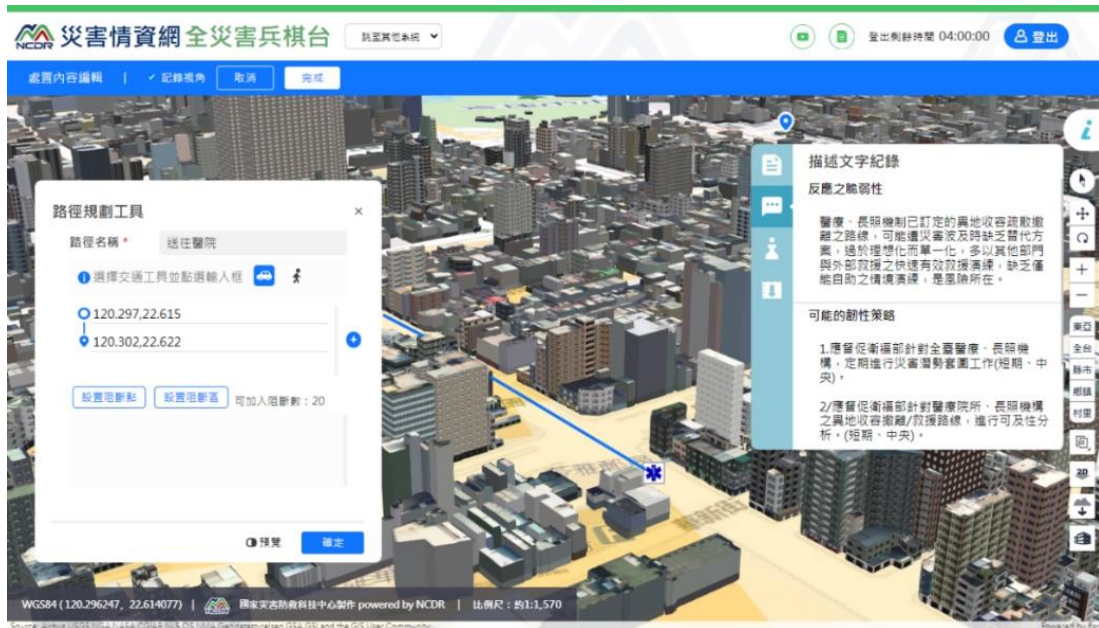 NCDR 災害情資網 全災害兵棋台
跳至其他系統
登出剩餘時間 04:00:00
登出
處置內容編輯 | ✓ 記錄視角 取消 完成
路徑規劃工具 ×
路徑名稱 * 送往醫院
選擇交通工具並點選輸入框
120.297,22.615
120.302,22.622
設置阻斷點 設置阻斷區 可加入阻斷數：20
預覽 確定
描述文字紀錄
反應之脆弱性
醫療、長照機制已訂定的異地收容疏散撤
離之路線，可能遭災害波及時缺乏替代方
案，過於理想化而單一化，多以其他部門
與外部救援之快速有效救援演練，缺乏僅
能自助之情境演練，是風險所在。
可能的韌性策略
1.應督促衛福部針對全臺醫療、長照機
構，定期進行災害潛勢套圖工作(短期、中
央)。
2/應督促衛福部針對醫療院所、長照機構
之異地收容撤離/救援路線，進行可及性分
析。(短期、中央)。
東亞
全台
縣市
鄉鎮
村里
2D
WGS84 (120.296247, 22.614077) | 國家災害防救科技中心製作 powered by NCDR | 比例尺：約1:1,570